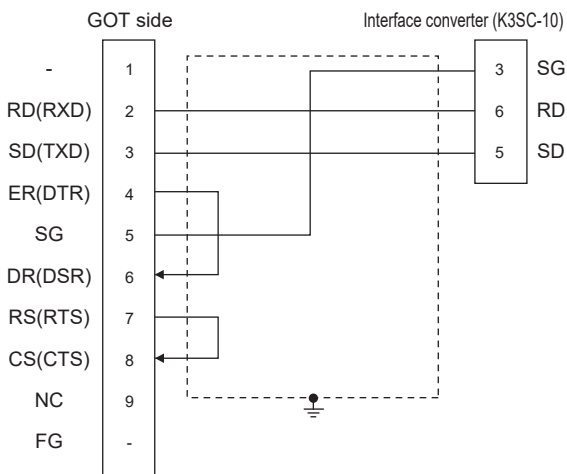 GOT side Interface converter (K3SC-10)
- 1 3 SG
RD(RXD) 2 6 RD
SD(TXD) 3 5 SD
ER(DTR) 4
SG 5
DR(DSR) 6
RS(RTS) 7
CS(CTS) 8
NC 9
FG -